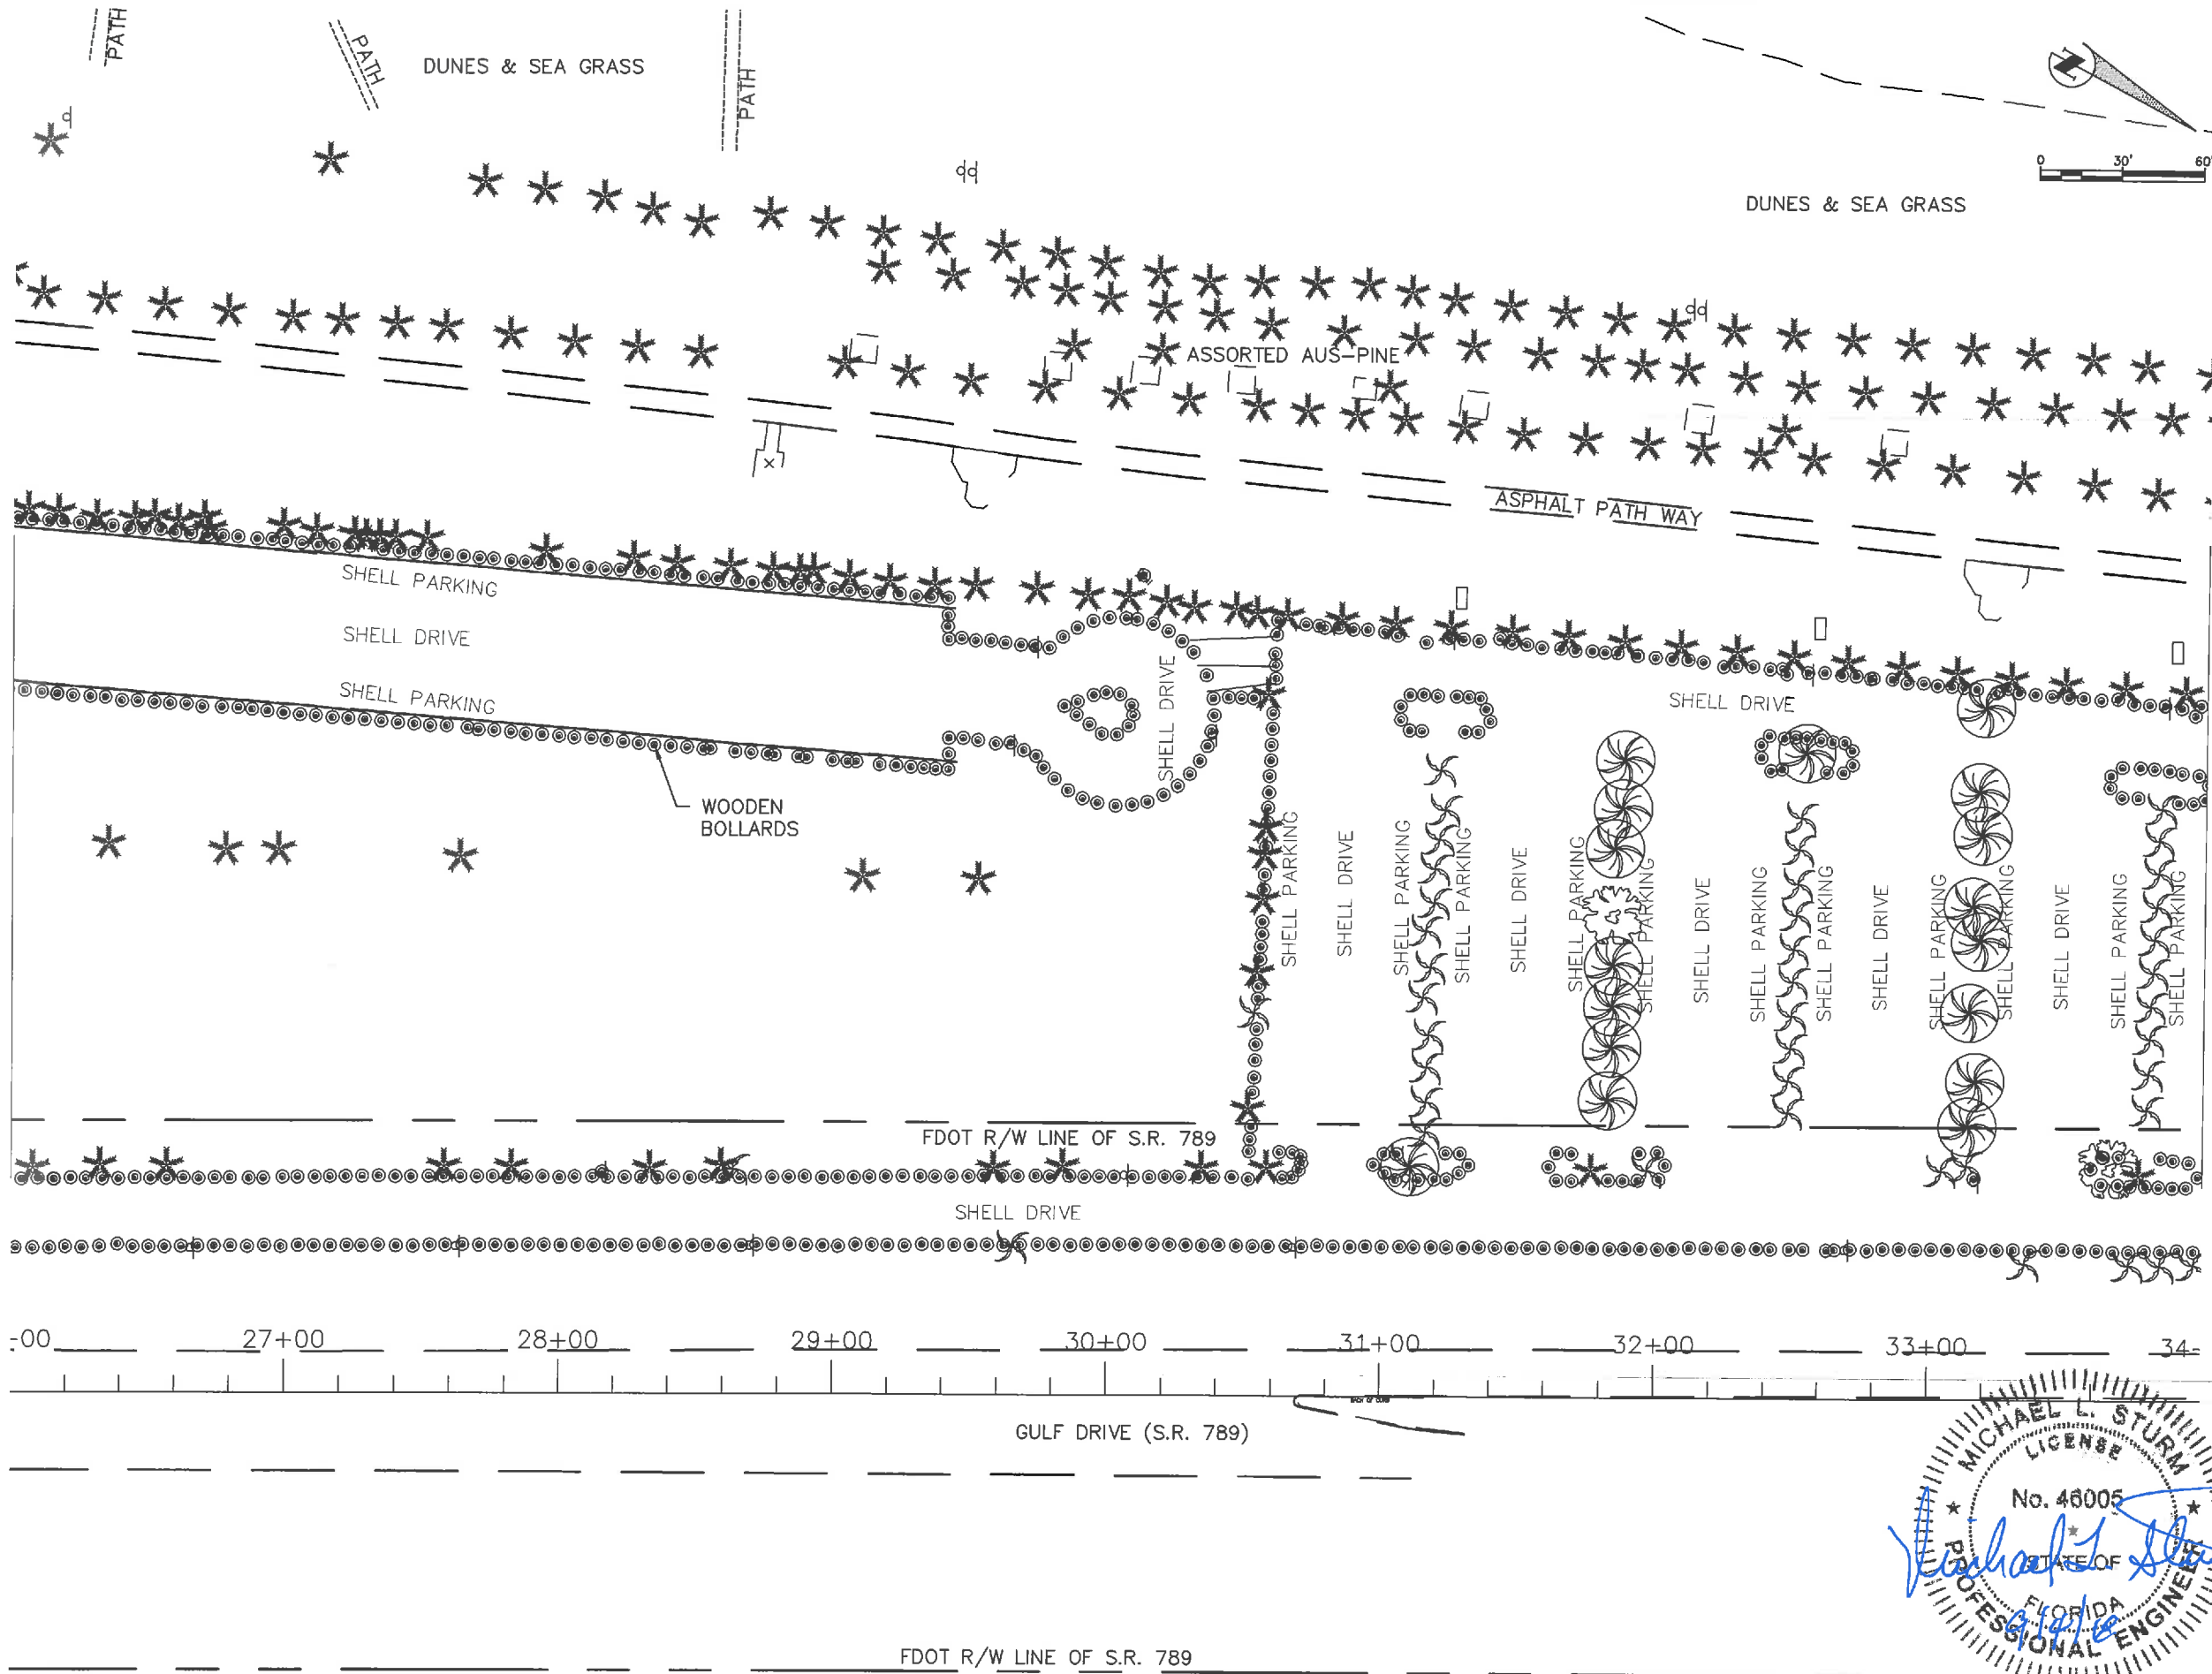 PATH
PATH
DUNES & SEA GRASS
PATH
0 30' 60'
DUNES & SEA GRASS
ASSORTED AUS-PINE
ASPHALT PATH WAY
SHELL PARKING
SHELL DRIVE
SHELL PARKING
SHELL DRIVE
SHELL DRIVE
WOODEN
BOLLARDS
SHELL PARKING
SHELL DRIVE
SHELL PARKING
SHELL PARKING
SHELL DRIVE
SHELL PARKING
SHELL PARKING
SHELL DRIVE
SHELL PARKING
SHELL PARKING
SHELL DRIVE
SHELL PARKING
SHELL PARKING
SHELL DRIVE
SHELL PARKING
SHELL PARKING
FDOT R/W LINE OF S.R. 789
SHELL DRIVE
-00 27+00 28+00 29+00 30+00 31+00 32+00 33+00 34-
BACK OF CURB
GULF DRIVE (S.R. 789)
MICHAEL L. STURM
LICENSE
No. 46005
STATE OF
FLORIDA
PROFESSIONAL ENGINEER
FDOT R/W LINE OF S.R. 789